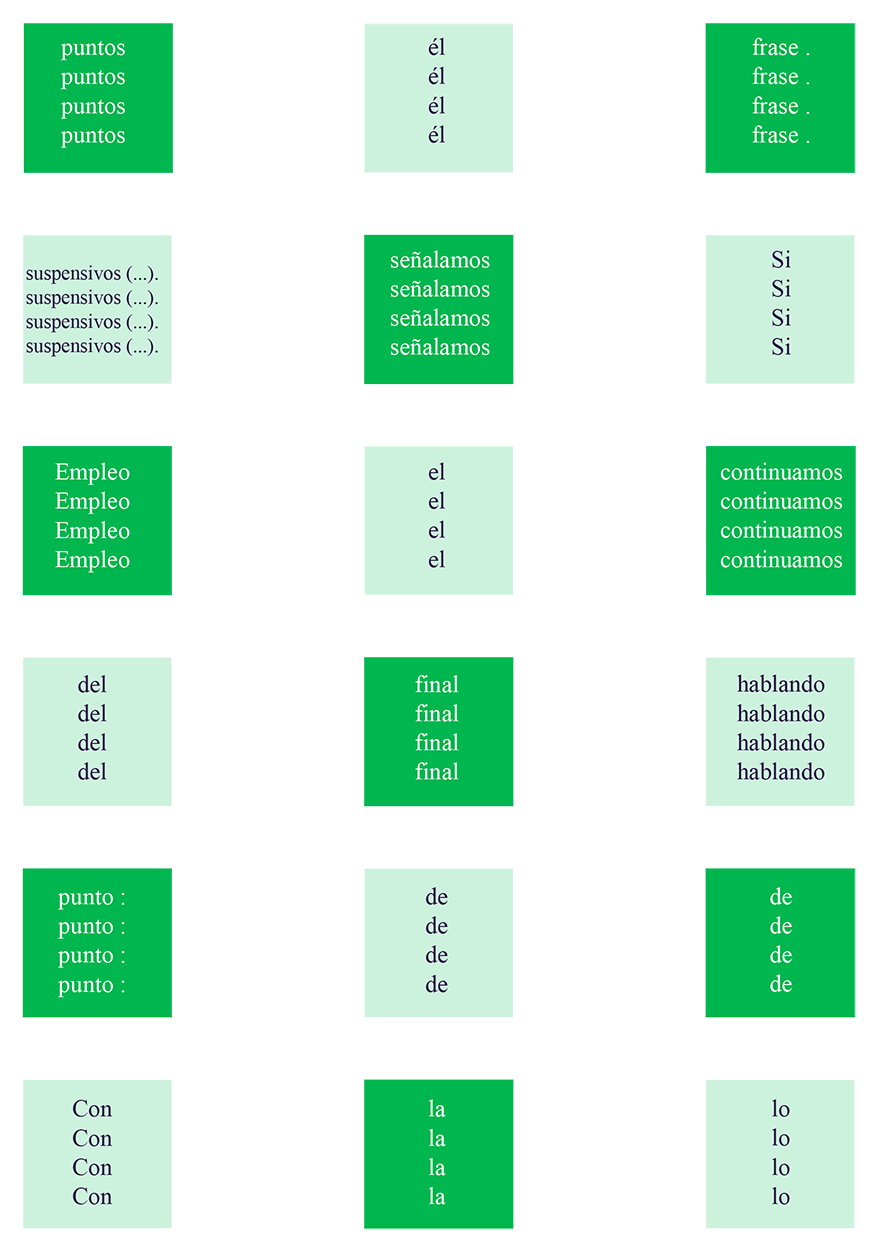 puntos
puntos
puntos
puntos
suspensivos (...).
suspensivos (...).
suspensivos (...).
suspensivos (...).
Empleo
Empleo
Empleo
Empleo
del
del
del
del
punto :
punto :
punto :
punto :
Con
Con
Con
Con
él
él
él
él
señalamos
señalamos
señalamos
señalamos
el
el
el
el
final
final
final
final
de
de
de
de
la
la
la
la
frase .
frase .
frase .
frase .
Si
Si
Si
Si
continuamos
continuamos
continuamos
continuamos
hablando
hablando
hablando
hablando
de
de
de
de
lo
lo
lo
lo